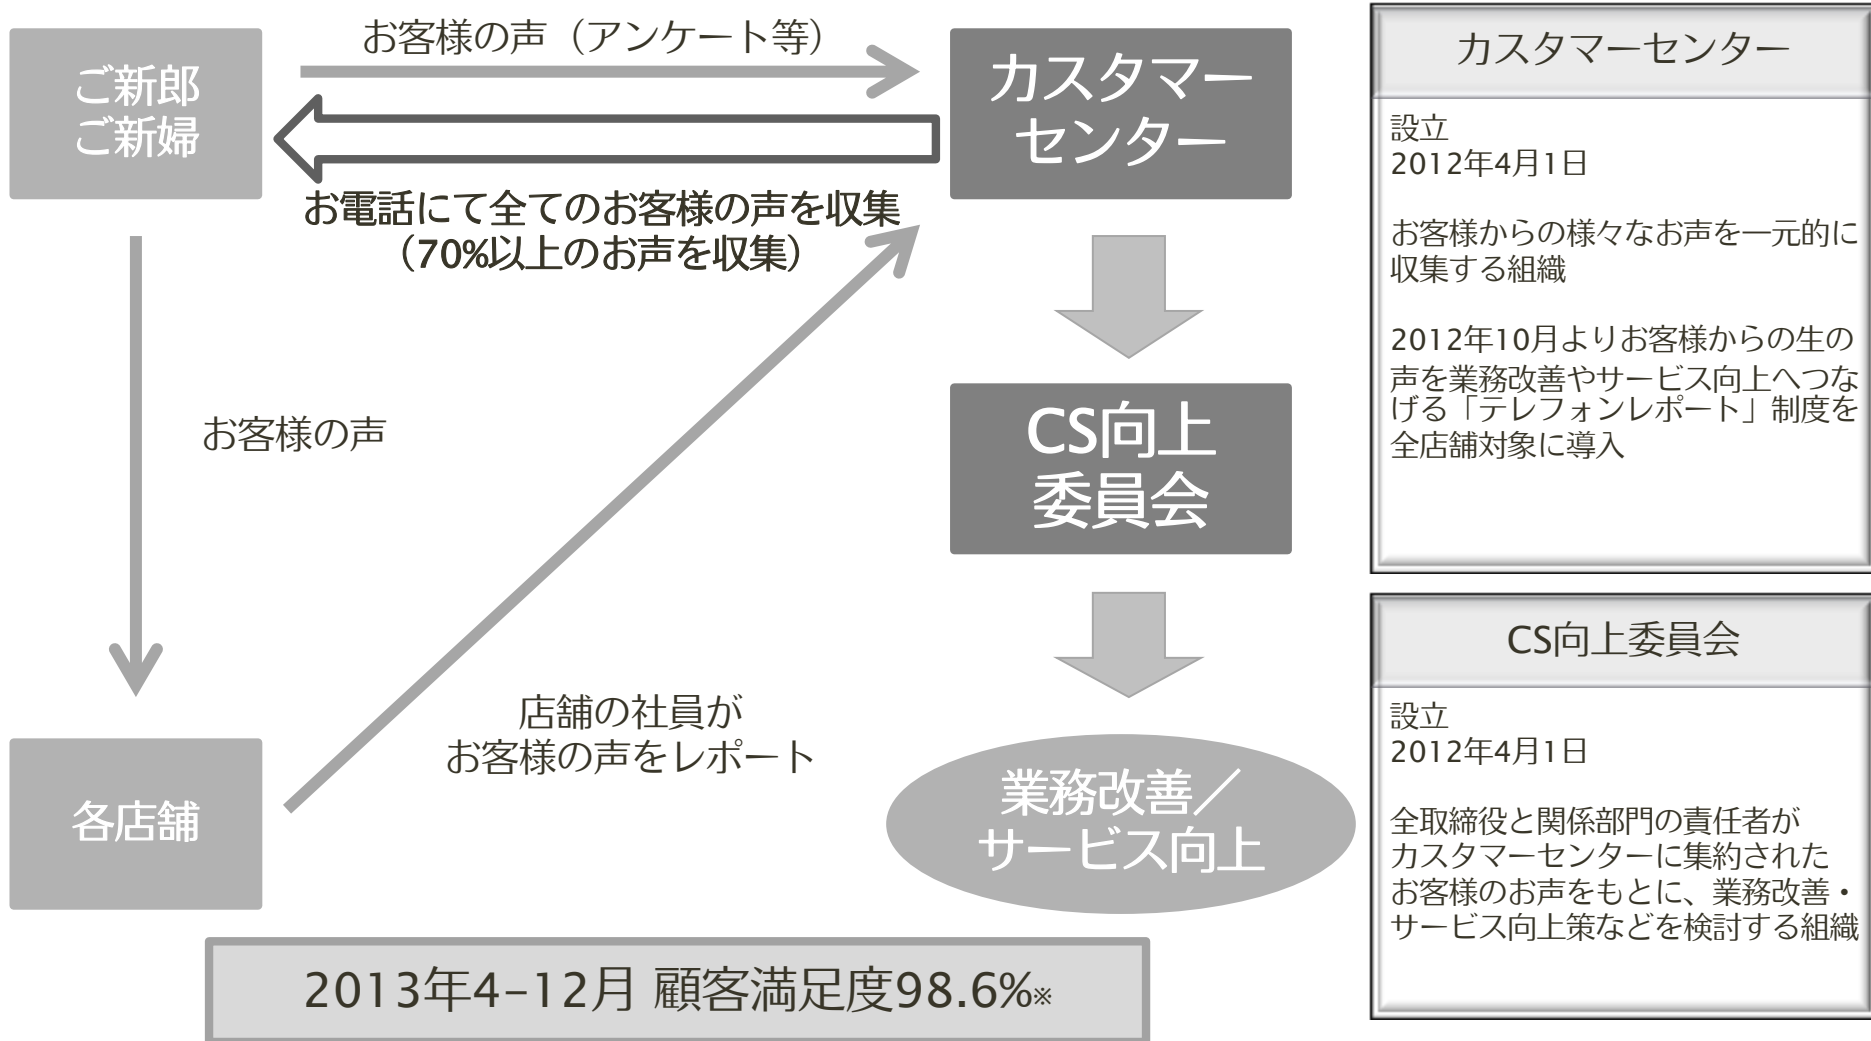 お客様の声（アンケート等）
ご新郎
ご新婦
カスタマー
センター
お電話にて全てのお客様の声を収集
（70%以上のお声を収集）
お客様の声
CS向上
委員会
店舗の社員が
お客様の声をレポート
各店舗
業務改善／
サービス向上
2013年4–12月 顧客満足度98.6%※
カスタマーセンター
設立
2012年4月1日
お客様からの様々なお声を一元的に
収集する組織
2012年10月よりお客様からの生の
声を業務改善やサービス向上へつな
げる「テレフォンレポート」制度を
全店舗対象に導入
CS向上委員会
設立
2012年4月1日
全取締役と関係部門の責任者が
カスタマーセンターに集約された
お客様のお声をもとに、業務改善・
サービス向上策などを検討する組織